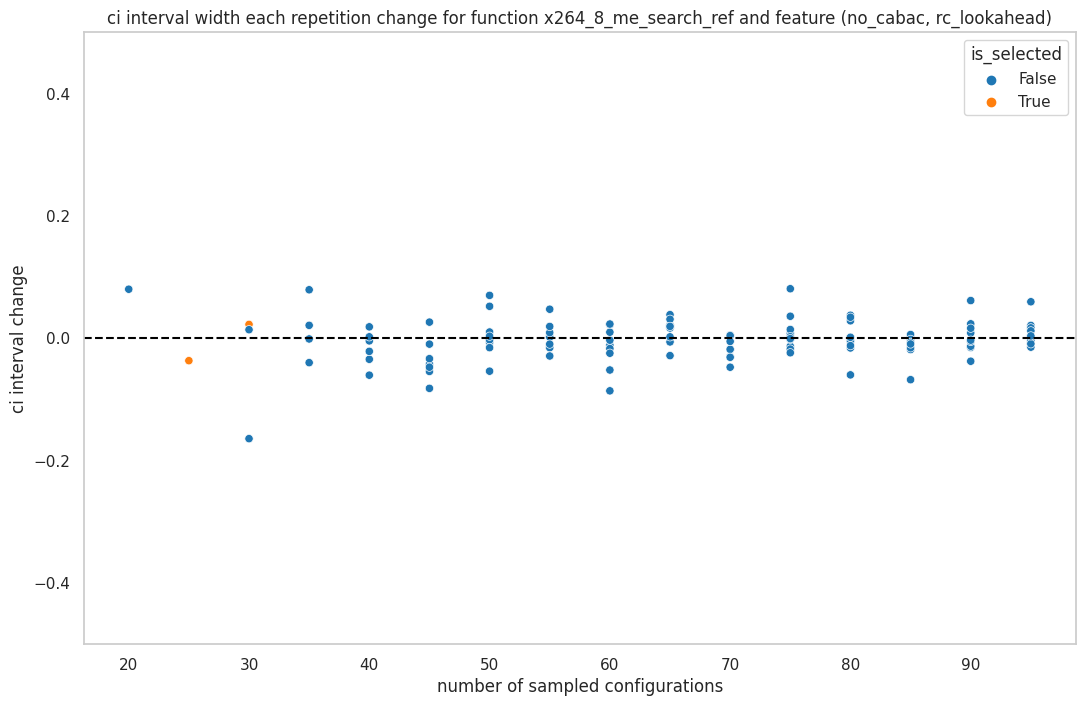 ci interval width each repetition change for function x264_8_me_search_ref and feature (no_cabac, rc_lookahead)
is_selected
False
True
0.4
0.2
0.0
−0.2
−0.4
ci interval change
20 30 40 50 60 70 80 90
number of sampled configurations